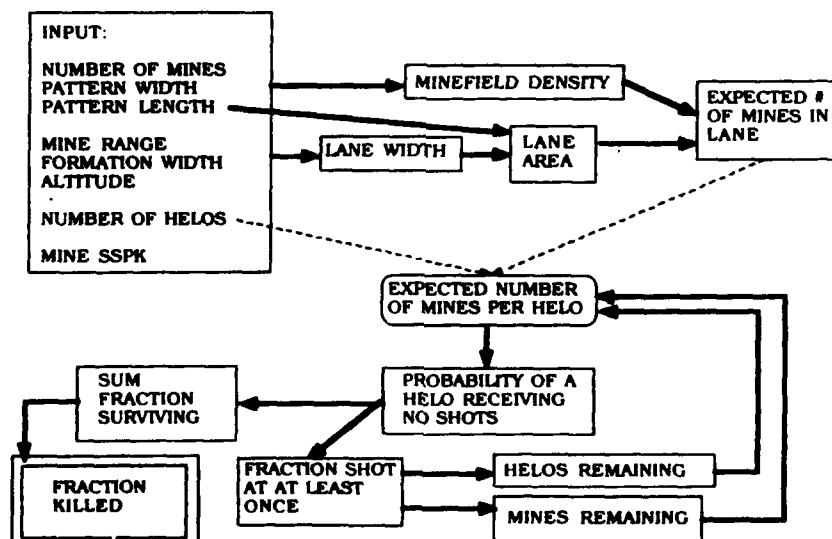 INPUT:
NUMBER OF MINES
PATTERN WIDTH
PATTERN LENGTH
MINE RANGE
FORMATION WIDTH
ALTITUDE
NUMBER OF HELOS
MINE SSPK
MINEFIELD DENSITY
EXPECTED #
OF MINES IN
LANE
LANE WIDTH
LANE
AREA
EXPECTED NUMBER
OF MINES PER HELO
SUM
FRACTION
SURVIVING
PROBABILITY OF A
HELO RECEIVING
NO SHOTS
FRACTION
KILLED
FRACTION SHOT
AT AT LEAST
ONCE
HELOS REMAINING
MINES REMAINING